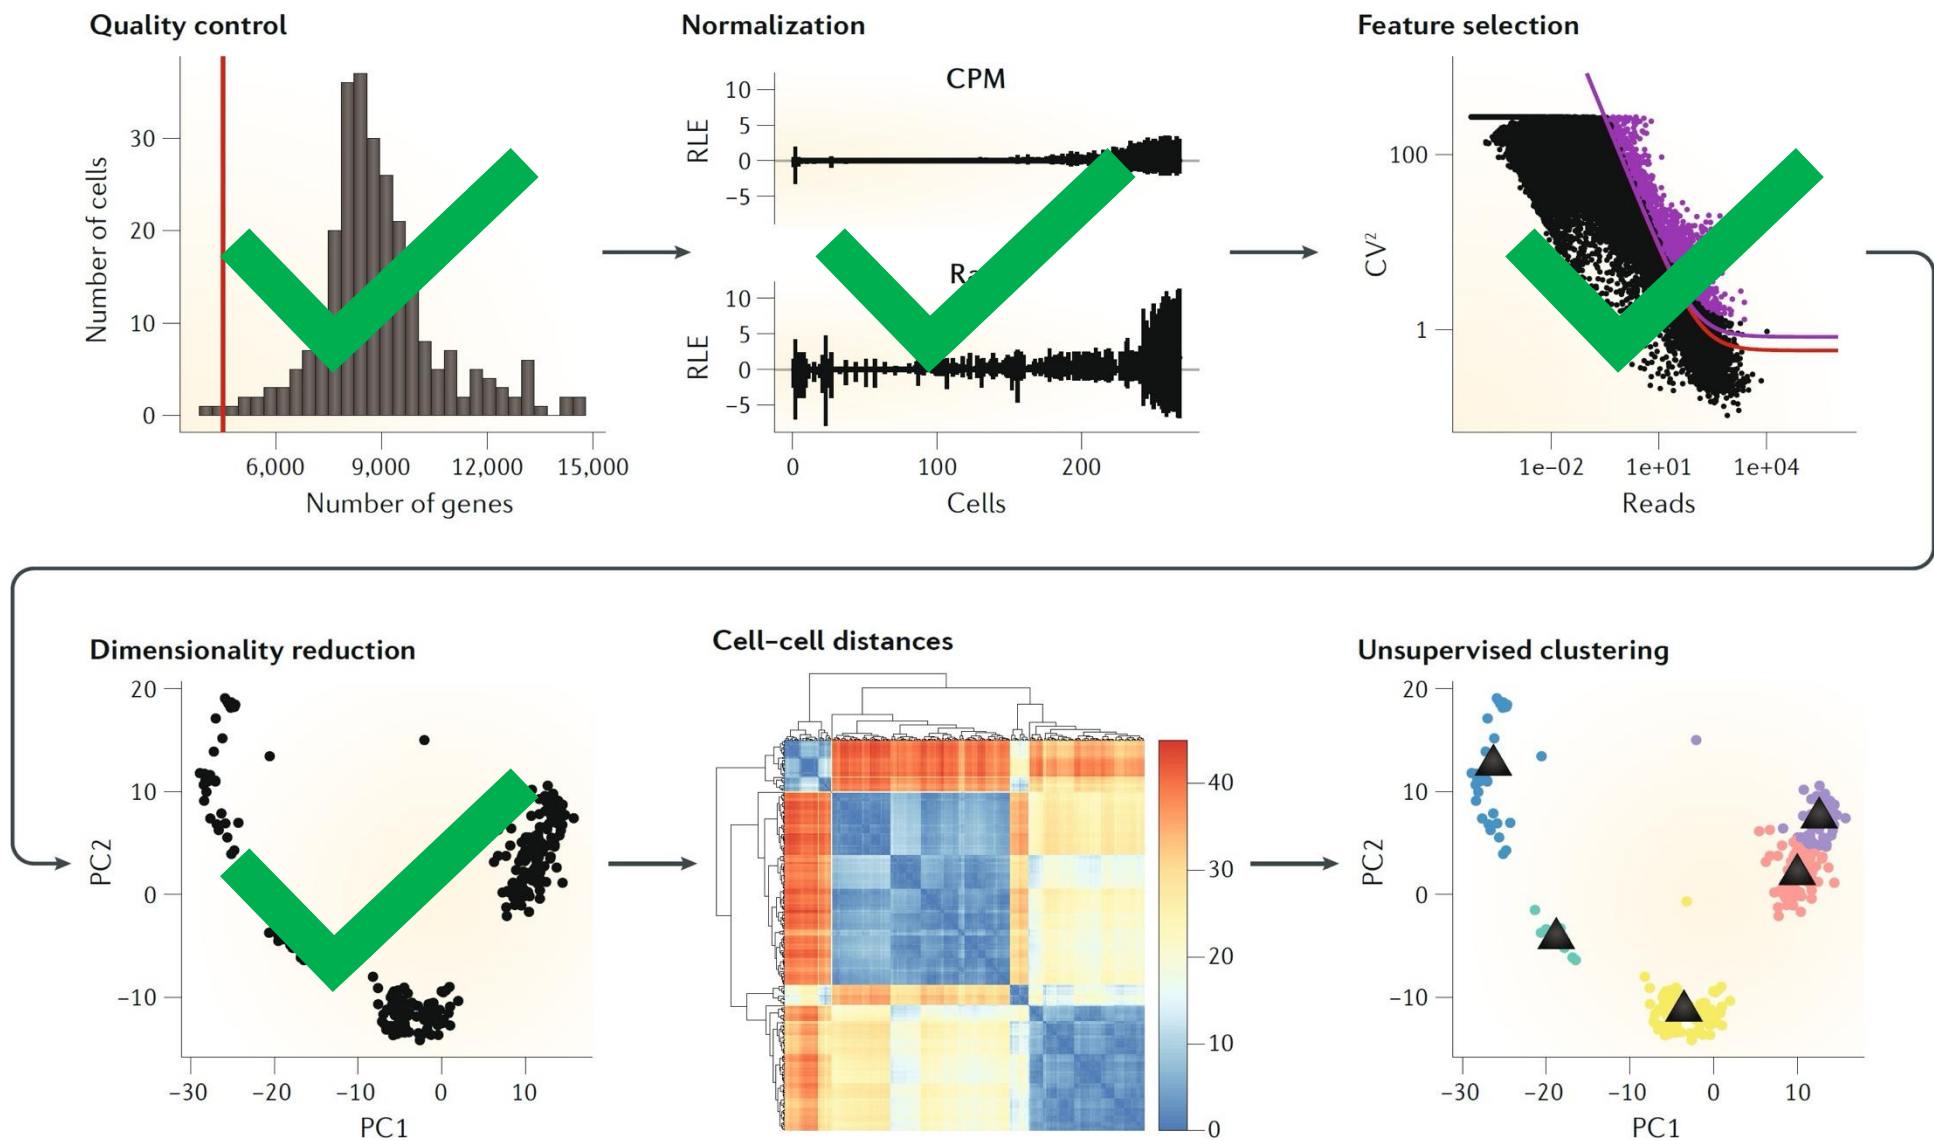 Quality control
Number of cells
30
20
10
0
6,000 9,000 12,000 15,000
Number of genes
Normalization
CPM
RLE
10
5
0
−5
RLE
10
5
0
−5
0 100 200
Cells
Feature selection
CV²
100
1
1e−02 1e+01 1e+04
Reads
Dimensionality reduction
PC2
20
10
0
−10
−30 −20 −10 0 10
PC1
Cell–cell distances
40
30
20
10
0
Unsupervised clustering
PC2
20
10
0
−10
−30 −20 −10 0 10
PC1